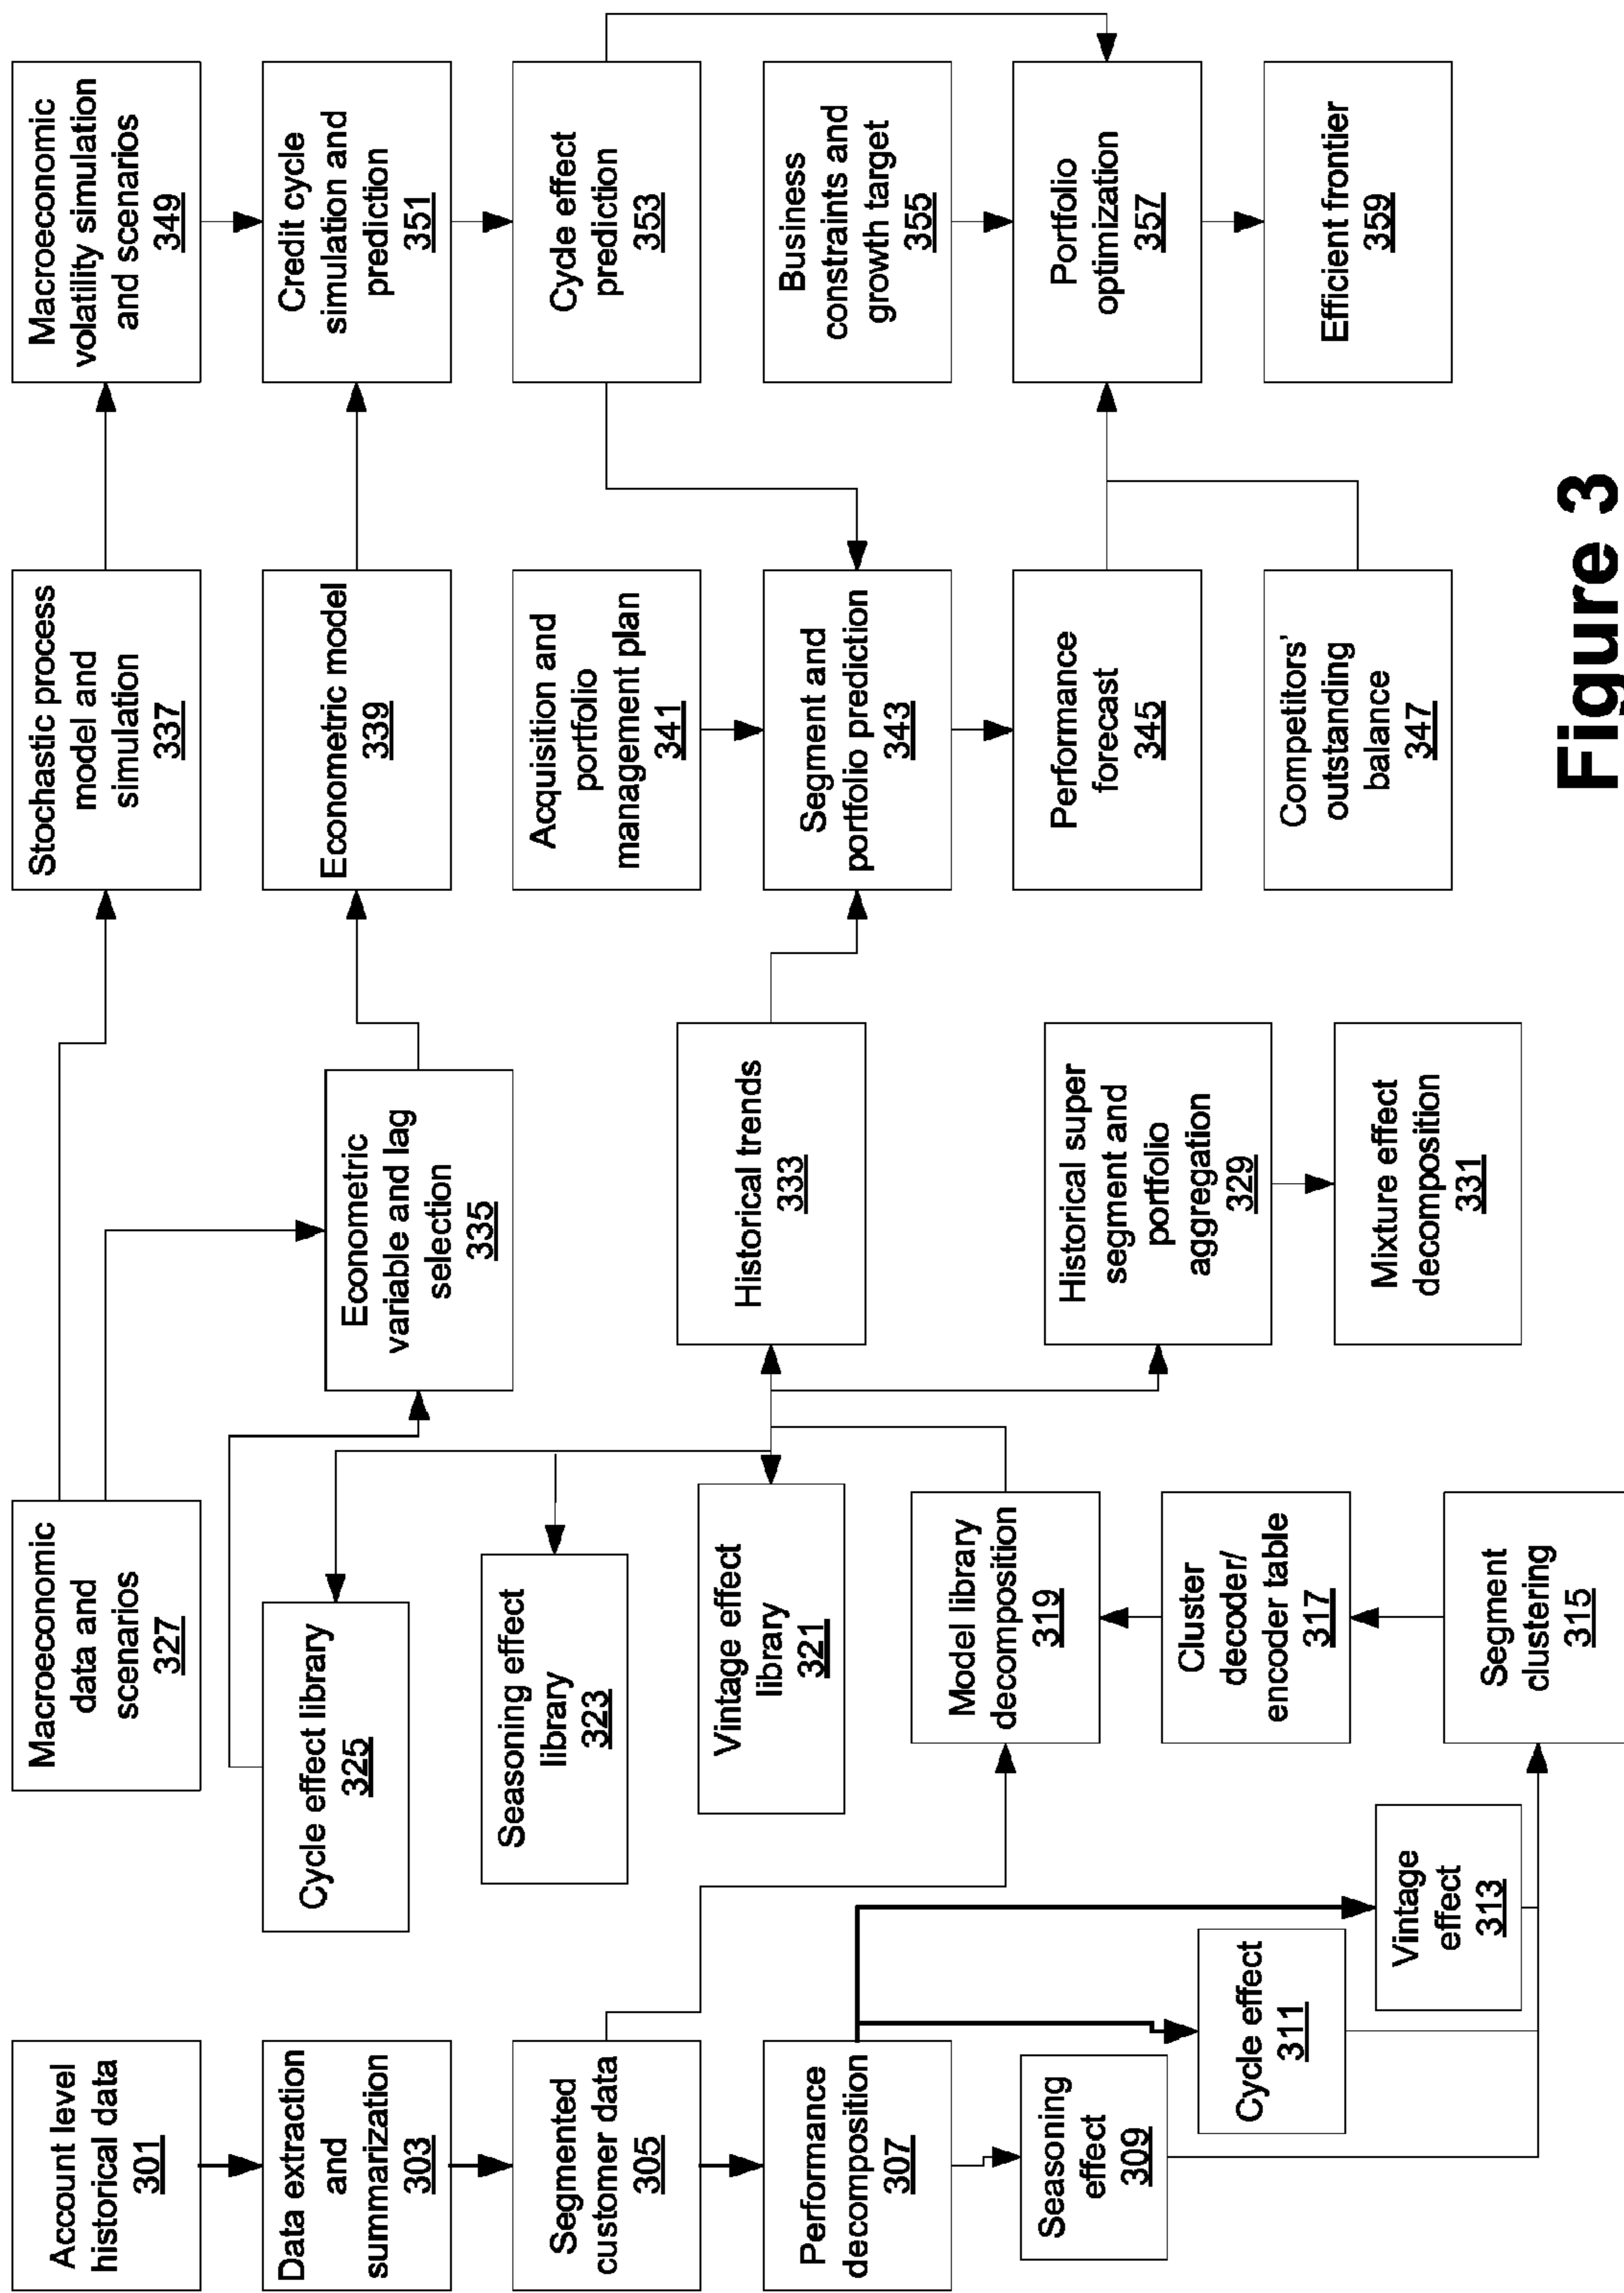 Account level
historical data
301
Data extraction
and
summarization
303
Segmented
customer data
305
Performance
decomposition
307
Seasoning
effect
309
Cycle effect
311
Vintage
effect
313
Macroeconomic
data and
scenarios
327
Cycle effect library
325
Seasoning effect
library
323
Vintage effect
library
321
Model library
decomposition
319
Cluster
decoder/
encoder table
317
Segment
clustering
315
Econometric
variable and lag
selection
335
Historical trends
333
Historical super
segment and
portfolio
aggregation
329
Mixture effect
decomposition
331
Stochastic process
model and
simulation
337
Econometric model
339
Acquisition and
portfolio
management plan
341
Segment and
portfolio prediction
343
Performance
forecast
345
Competitors'
outstanding
balance
347
Macroeconomic
volatility simulation
and scenarios
349
Credit cycle
simulation and
prediction
351
Cycle effect
prediction
353
Business
constraints and
growth target
355
Portfolio
optimization
357
Efficient frontier
359
Figure 3